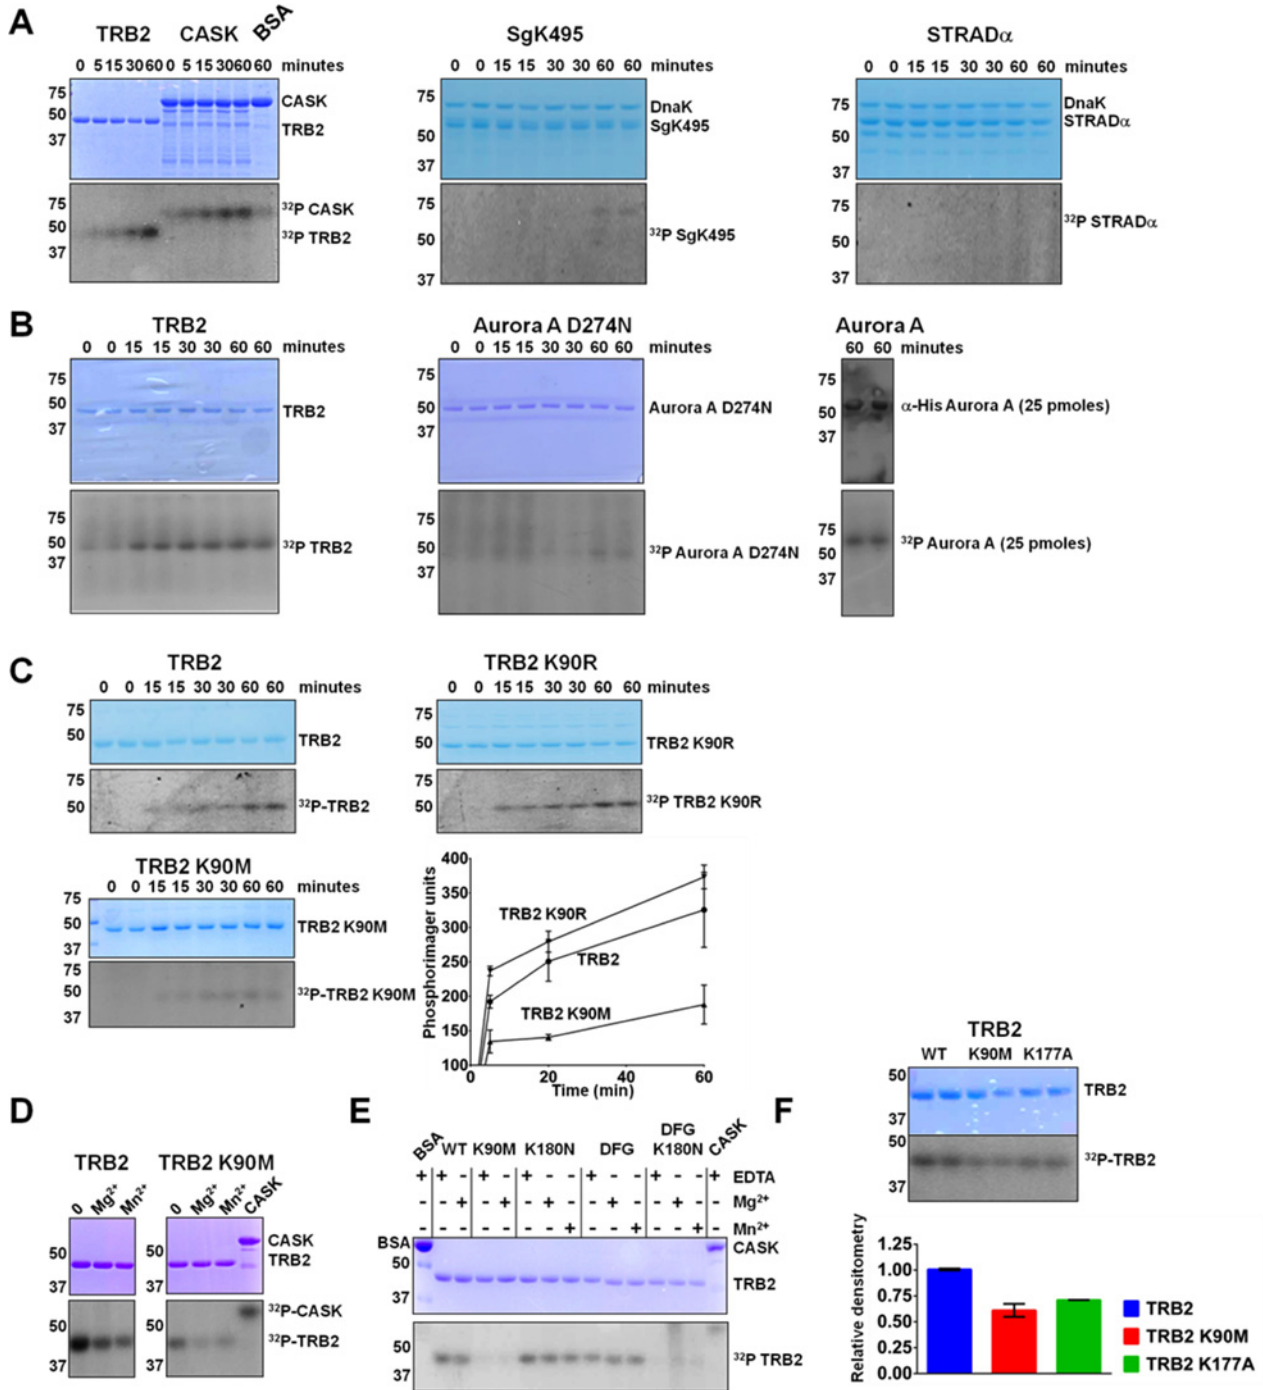 A
TRB2 CASK BSA
0 5 15 30 60 0 5 15 30 60 60 minutes
75
50
37
CASK
TRB2
75
50
37
³²P CASK
³²P TRB2
SgK495
0 0 15 15 30 30 60 60 minutes
75
50
37
DnaK
SgK495
75
50
37
³²P SgK495
STRADα
0 0 15 15 30 30 60 60 minutes
75
50
37
DnaK
STRADα
75
50
37
³²P STRADα
B
TRB2
0 0 15 15 30 30 60 60 minutes
75
50
37
TRB2
75
50
37
³²P TRB2
Aurora A D274N
0 0 15 15 30 30 60 60 minutes
75
50
37
Aurora A D274N
75
50
37
³²P Aurora A D274N
Aurora A
60 60 minutes
75
50
37
α-His Aurora A (25 pmoles)
75
50
37
³²P Aurora A (25 pmoles)
C
TRB2
0 0 15 15 30 30 60 60 minutes
75
50
TRB2
75
50
³²P-TRB2
TRB2 K90R
0 0 15 15 30 30 60 60 minutes
75
50
TRB2 K90R
75
50
³²P TRB2 K90R
TRB2 K90M
0 0 15 15 30 30 60 60 minutes
75
50
37
TRB2 K90M
75
50
37
³²P-TRB2 K90M
Phosphorimager units
400
350
300
250
200
150
100
TRB2 K90R
TRB2
TRB2 K90M
0 20 40 60
Time (min)
D
TRB2
0 Mg²⁺ Mn²⁺
50
37
50
37
TRB2 K90M
0 Mg²⁺ Mn²⁺ CASK
50
37
CASK
TRB2
50
37
³²P-CASK
³²P-TRB2
E
BSA WT K90M K180N DFG DFG K180N CASK
+ + - + - + - - + - - + - - + EDTA
- - + - + - + - - + - - + - - Mg²⁺
- - - - - - - + - - + - - + - Mn²⁺
BSA
50
37
CASK
TRB2
50
37
³²P TRB2
F
TRB2
WT K90M K177A
50
37
TRB2
50
37
³²P-TRB2
Relative densitometry
1.25
1.00
0.75
0.50
0.25
0.00
TRB2
TRB2 K90M
TRB2 K177A